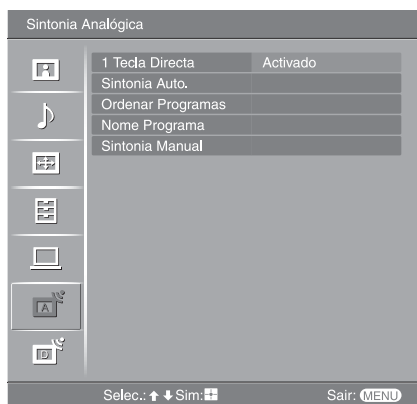 Sintonia Analógica
1 Tecla Directa Activado
Sintonia Auto.
Ordenar Programas
Nome Programa
Sintonia Manual
A
D
Selec.: Sim: Sair: MENU